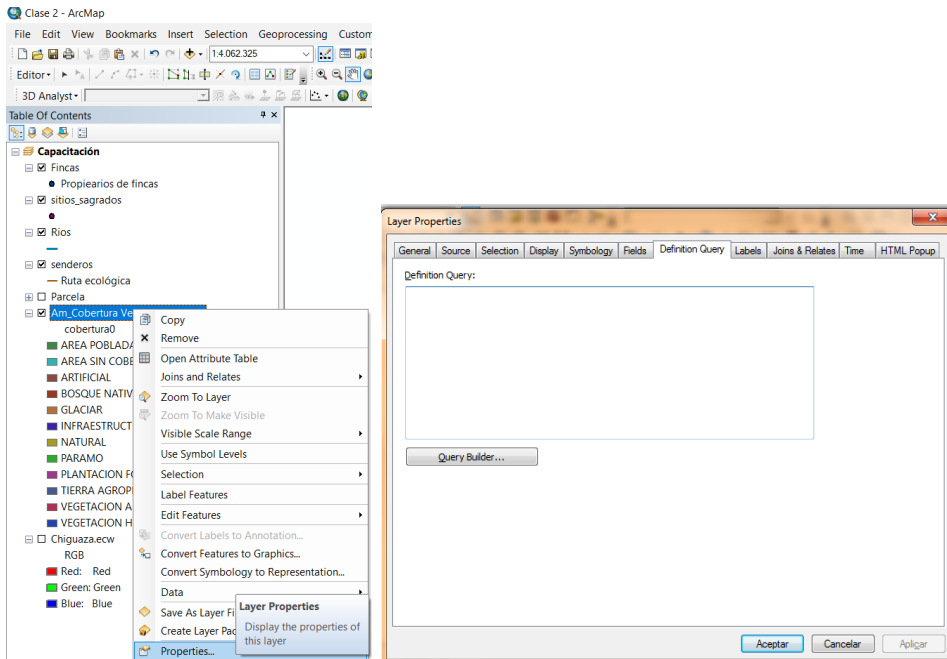 Clase 2 - ArcMap
File Edit View Bookmarks Insert Selection Geoprocessing Custom
1:4.062.325
Editor
3D Analyst
Table Of Contents
Capacitación
Fincas
Propiearios de fincas
sitios_sagrados
Rios
senderos
Ruta ecológica
Parcela
Am_Cobertura Ve
cobertura0
AREA POBLADA
AREA SIN COBE
ARTIFICIAL
BOSQUE NATIV
GLACIAR
INFRAESTRUCT
NATURAL
PARAMO
PLANTACION FO
TIERRA AGROP
VEGETACION A
VEGETACION H
Chiguaza.ecw
RGB
Red: Red
Green: Green
Blue: Blue
Copy
Remove
Open Attribute Table
Joins and Relates
Zoom To Layer
Zoom To Make Visible
Visible Scale Range
Use Symbol Levels
Selection
Label Features
Edit Features
Convert Labels to Annotation...
Convert Features to Graphics...
Convert Symbology to Representation...
Data
Save As Layer Fi
Create Layer Pac
Properties...
Layer Properties
Display the properties of
this layer
Layer Properties
General Source Selection Display Symbology Fields Definition Query Labels Joins & Relates Time HTML Popup
Definition Query:
Query Builder...
Aceptar Cancelar Aplicar